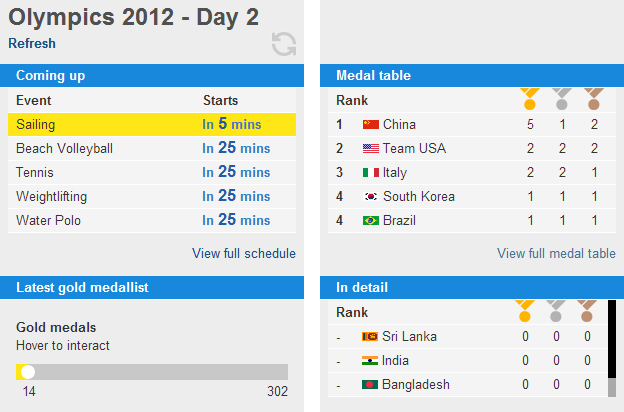 Olympics 2012 - Day 2
Refresh
Coming up
Event Starts
Sailing In 5 mins
Beach Volleyball In 25 mins
Tennis In 25 mins
Weightlifting In 25 mins
Water Polo In 25 mins
View full schedule
Latest gold medallist
Gold medals
Hover to interact
14 302
Medal table
Rank
1 China 5 1 2
2 Team USA 2 2 2
3 Italy 2 2 1
4 South Korea 1 1 1
4 Brazil 1 1 1
View full medal table
In detail
Rank
- Sri Lanka 0 0 0
- India 0 0 0
- Bangladesh 0 0 0